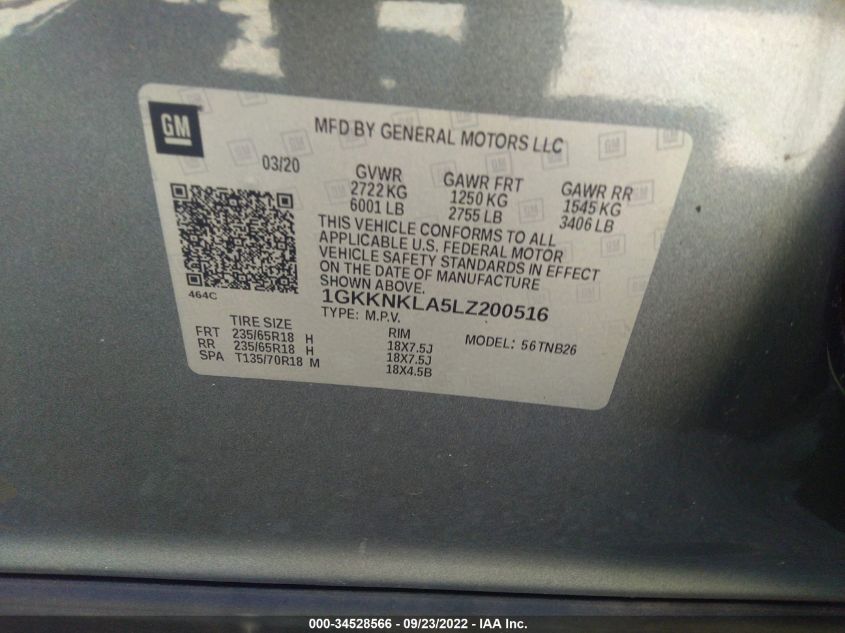 GM
MFD BY GENERAL MOTORS LLC
03/20
GVWR
2722 KG
6001 LB
GAWR FRT
1250 KG
2755 LB
GAWR RR
1545 KG
3406 LB
THIS VEHICLE CONFORMS TO ALL
APPLICABLE U.S. FEDERAL MOTOR
VEHICLE SAFETY STANDARDS IN EFFECT
ON THE DATE OF MANUFACTURE
SHOWN ABOVE.
464C
1GKKNKLA5LZ200516
TYPE: M.P.V.
MODEL: 56TNB26
TIRE SIZE RIM
FRT 235/65R18 H 18X7.5J
RR 235/65R18 H 18X7.5J
SPA T135/70R18 M 18X4.5B
000-34528566 - 09/23/2022 - IAA Inc.